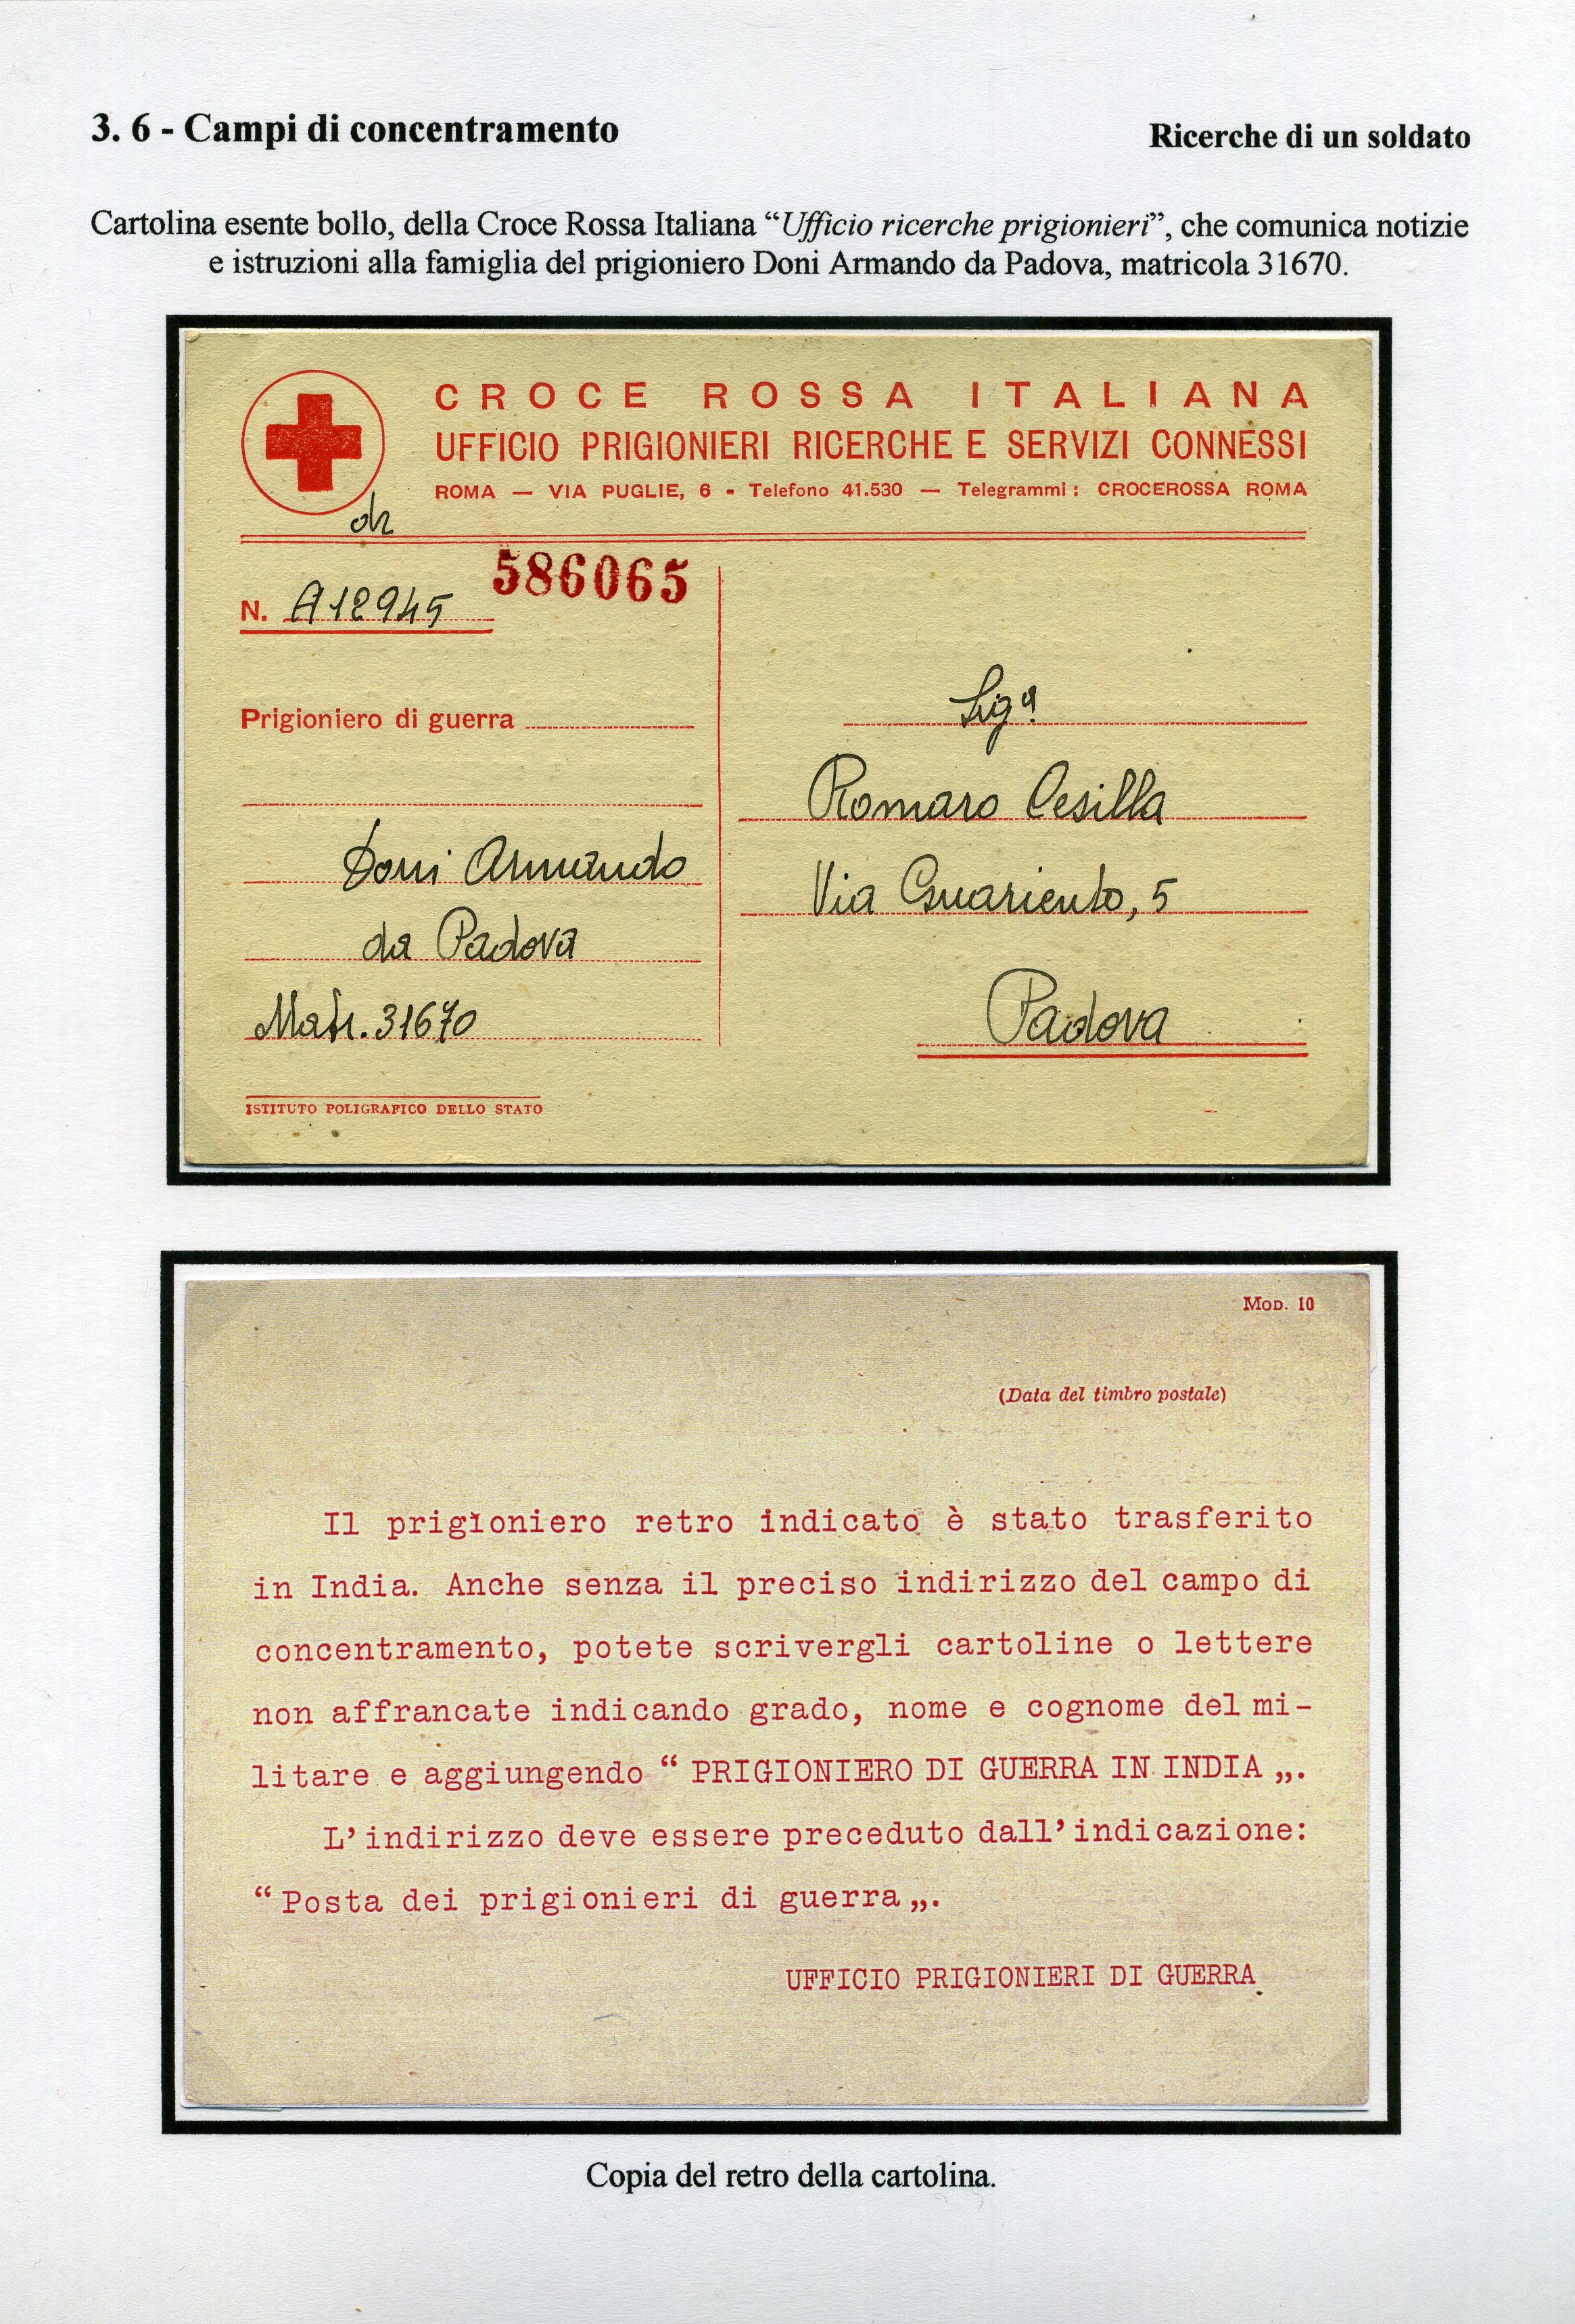 3. 6 - Campi di concentramento
Ricerche di un soldato
Cartolina esente bollo, della Croce Rossa Italiana “Ufficio ricerche prigionieri”, che comunica notizie
e istruzioni alla famiglia del prigioniero Doni Armando da Padova, matricola 31670.
CROCE ROSSA ITALIANA
UFFICIO PRIGIONIERI RICERCHE E SERVIZI CONNESSI
ROMA — VIA PUGLIE, 6 - Telefono 41.530 — Telegrammi: CROCEROSSA ROMA
586065
N. A12945
Prigioniero di guerra
Doni Armando
da Padova
Matr. 31670
ISTITUTO POLIGRAFICO DELLO STATO
Sigª
Romaro Cesilla
Via Guariento, 5
Padova
MOD. 10
(Data del timbro postale)
Il prigioniero retro indicato è stato trasferito
in India. Anche senza il preciso indirizzo del campo di
concentramento, potete scrivergli cartoline o lettere
non affrancate indicando grado, nome e cognome del mi-
litare e aggiungendo “ PRIGIONIERO DI GUERRA IN INDIA „.
L'indirizzo deve essere preceduto dall'indicazione:
“ Posta dei prigionieri di guerra „.
UFFICIO PRIGIONIERI DI GUERRA
Copia del retro della cartolina.